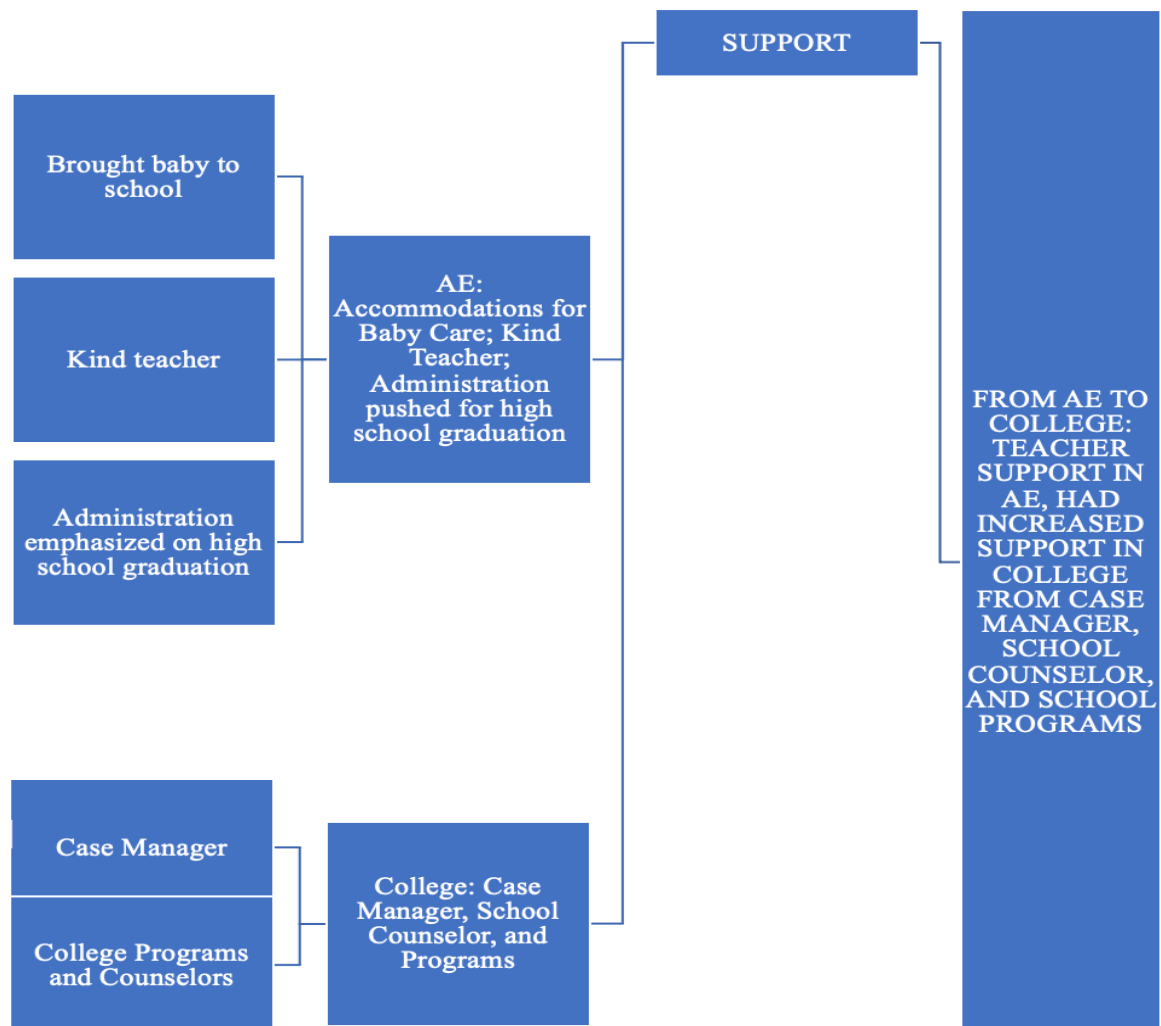 SUPPORT
Brought baby to
school
Kind teacher
Administration
emphasized on high
school graduation
AE:
Accommodations for
Baby Care; Kind
Teacher;
Administration
pushed for high
school graduation
Case Manager
College Programs
and Counselors
College: Case
Manager, School
Counselor, and
Programs
FROM AE TO
COLLEGE:
TEACHER
SUPPORT IN
AE, HAD
INCREASED
SUPPORT IN
COLLEGE
FROM CASE
MANAGER,
SCHOOL
COUNSELOR,
AND SCHOOL
PROGRAMS